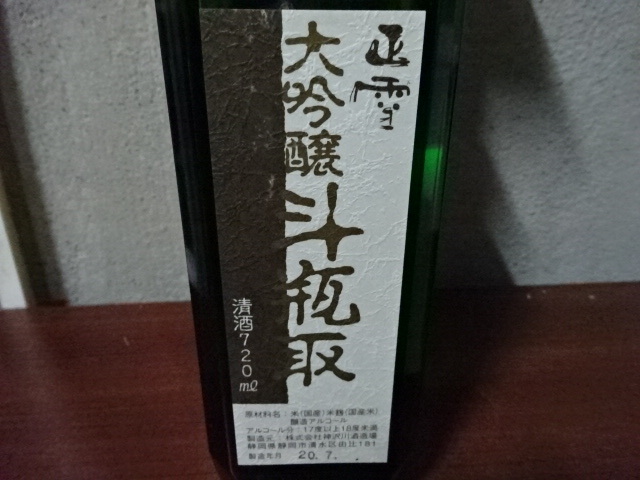 正雪
大吟醸斗瓶取
清酒720ml
原材料名：米(国産)米麹(国産米)
醸造アルコール
アルコール分：17度以上18度未満
製造元：株式会社神沢川酒造場
静岡県静岡市清水区由比181
製造年月 20.7.